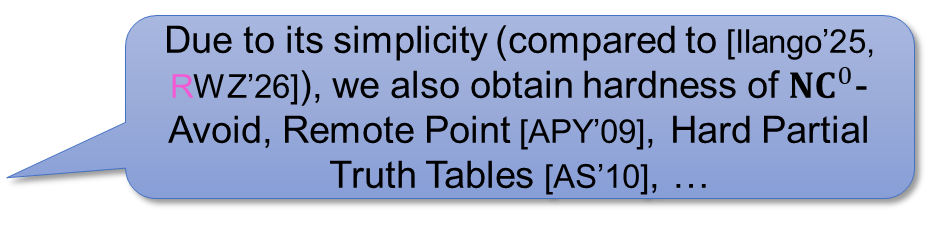 Due to its simplicity (compared to [Ilango'25,
RWZ'26]), we also obtain hardness of NC⁰-
Avoid, Remote Point [APY'09], Hard Partial
Truth Tables [AS'10], …